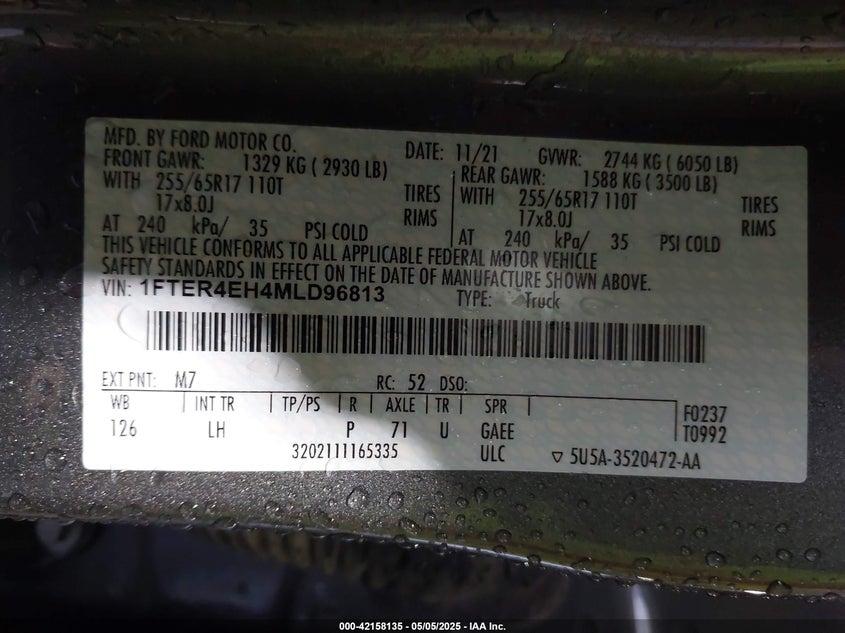 MFD. BY FORD MOTOR CO. DATE: 11/21 GVWR: 2744 KG ( 6050 LB)
FRONT GAWR: 1329 KG ( 2930 LB) REAR GAWR: 1588 KG ( 3500 LB)
WITH 255/65R17 110T TIRES WITH 255/65R17 110T TIRES
17x8.0J RIMS 17x8.0J RIMS
AT 240 kPa/ 35 PSI COLD AT 240 kPa/ 35 PSI COLD
THIS VEHICLE CONFORMS TO ALL APPLICABLE FEDERAL MOTOR VEHICLE
SAFETY STANDARDS IN EFFECT ON THE DATE OF MANUFACTURE SHOWN ABOVE.
VIN: 1FTER4EH4MLD96813 TYPE: Truck
EXT PNT: M7 RC: 52 DSO:
WB INT TR TP/PS R AXLE TR SPR F0237
126 LH P 71 U GAEE T0992
3202111165335 ULC ▽ 5U5A-3520472-AA
000-42158135 - 05/05/2025 - IAA Inc.